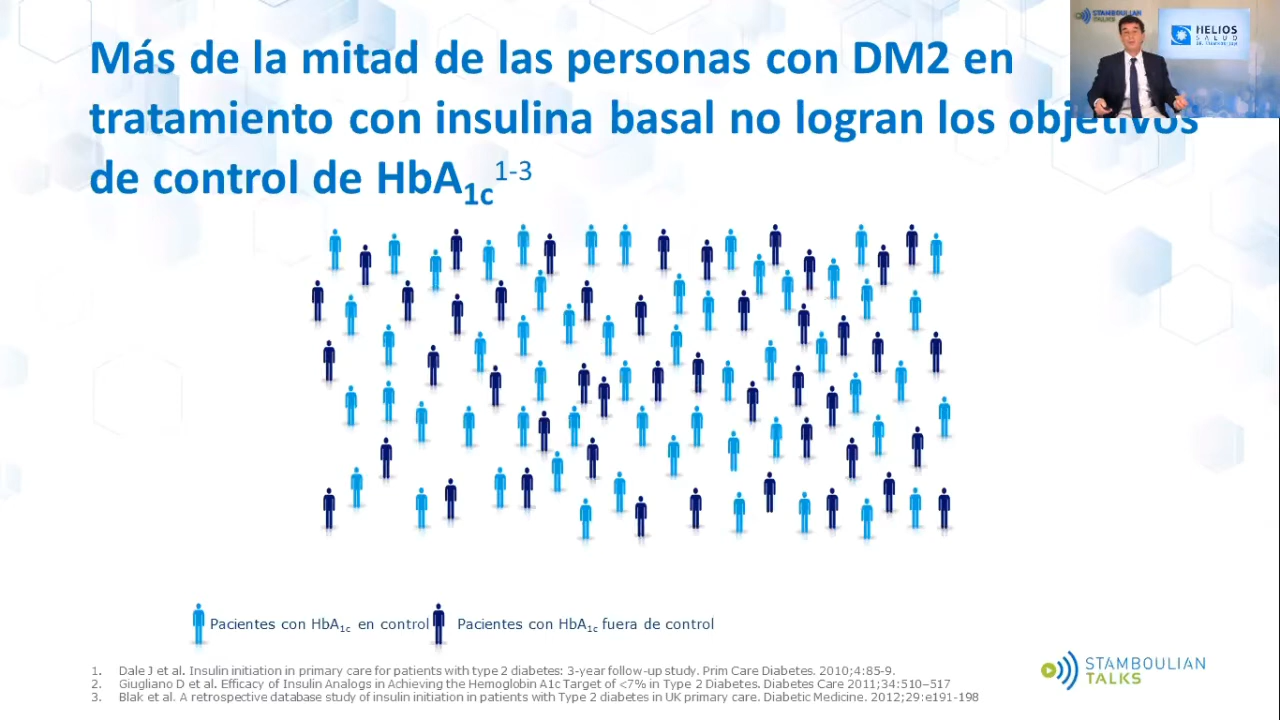 Más de la mitad de las personas con DM2 en
tratamiento con insulina basal no logran los objetivos
de control de HbA1c1-3
STAMBOULIAN
TALKS
HELIOS
SALUD
Pacientes con HbA1c en control
Pacientes con HbA1c fuera de control
1. Dale J et al. Insulin initiation in primary care for patients with type 2 diabetes: 3-year follow-up study. Prim Care Diabetes. 2010;4:85-9.
2. Giugliano D et al. Efficacy of Insulin Analogs in Achieving the Hemoglobin A1c Target of <7% in Type 2 Diabetes. Diabetes Care 2011;34:510–517
3. Blak et al. A retrospective database study of insulin initiation in patients with Type 2 diabetes in UK primary care. Diabetic Medicine. 2012;29:e191-198
STAMBOULIAN
TALKS